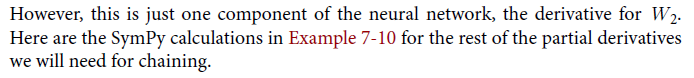 However, this is just one component of the neural network, the derivative for W₂.
Here are the SymPy calculations in Example 7-10 for the rest of the partial derivatives
we will need for chaining.